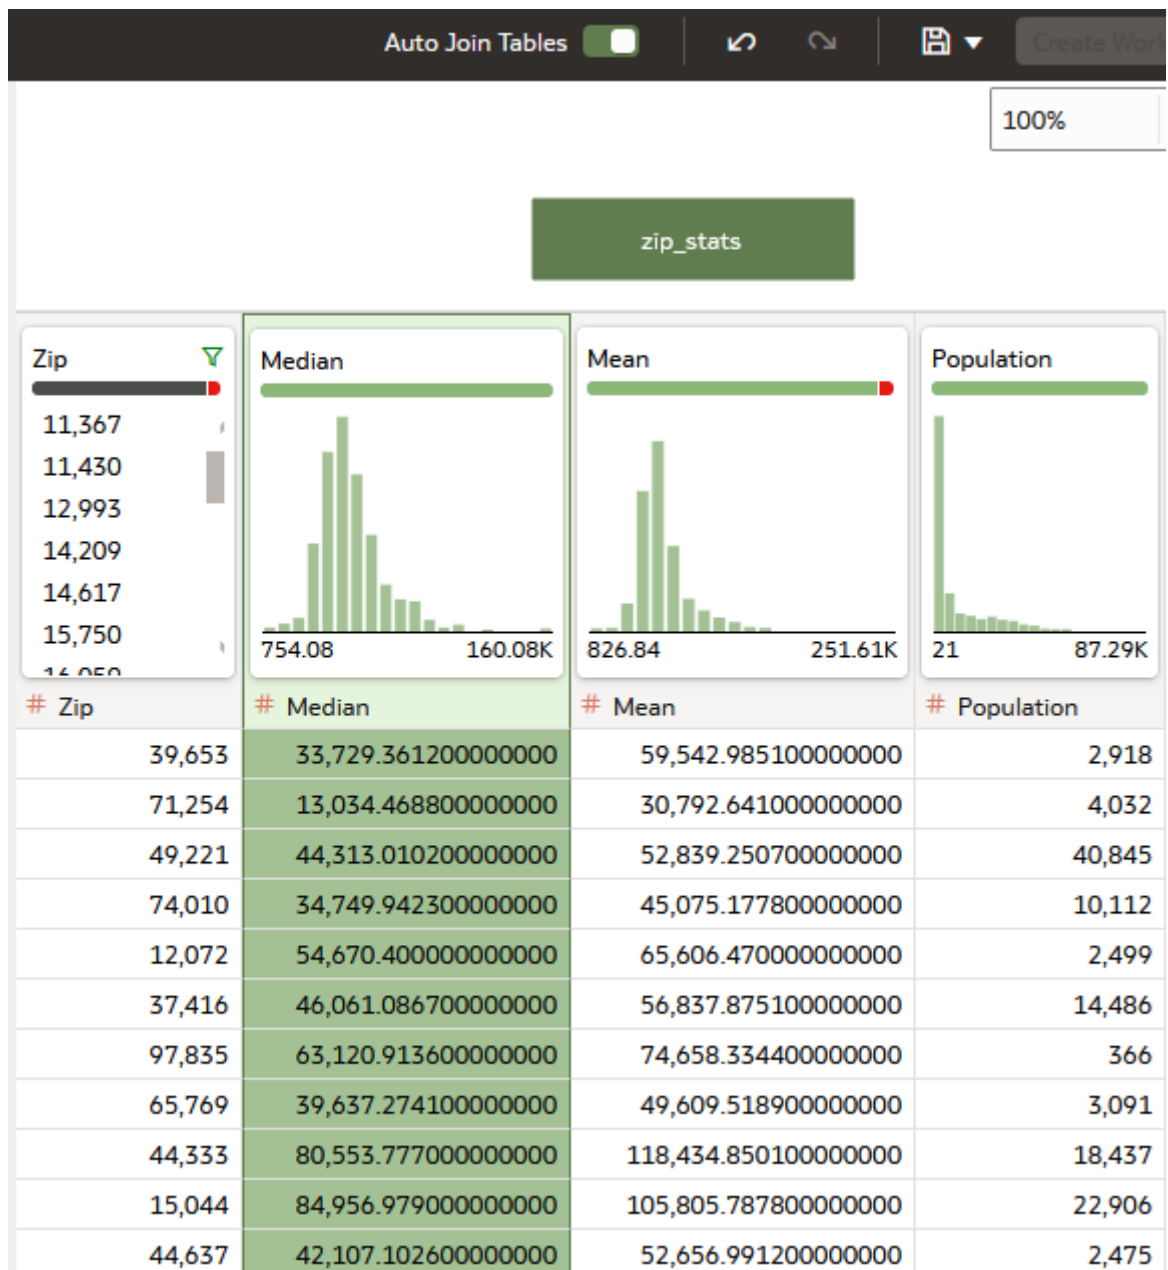 Auto Join Tables Create Work
100%
zip_stats
Zip Median Mean Population
11,367
11,430
12,993
14,209
14,617
15,750
16,059
754.08 160.08K 826.84 251.61K 21 87.29K
# Zip # Median # Mean # Population
39,653 33,729.361200000000 59,542.985100000000 2,918
71,254 13,034.468800000000 30,792.641000000000 4,032
49,221 44,313.010200000000 52,839.250700000000 40,845
74,010 34,749.942300000000 45,075.177800000000 10,112
12,072 54,670.400000000000 65,606.470000000000 2,499
37,416 46,061.086700000000 56,837.875100000000 14,486
97,835 63,120.913600000000 74,658.334400000000 366
65,769 39,637.274100000000 49,609.518900000000 3,091
44,333 80,553.777000000000 118,434.850100000000 18,437
15,044 84,956.979000000000 105,805.787800000000 22,906
44,637 42,107.102600000000 52,656.991200000000 2,475